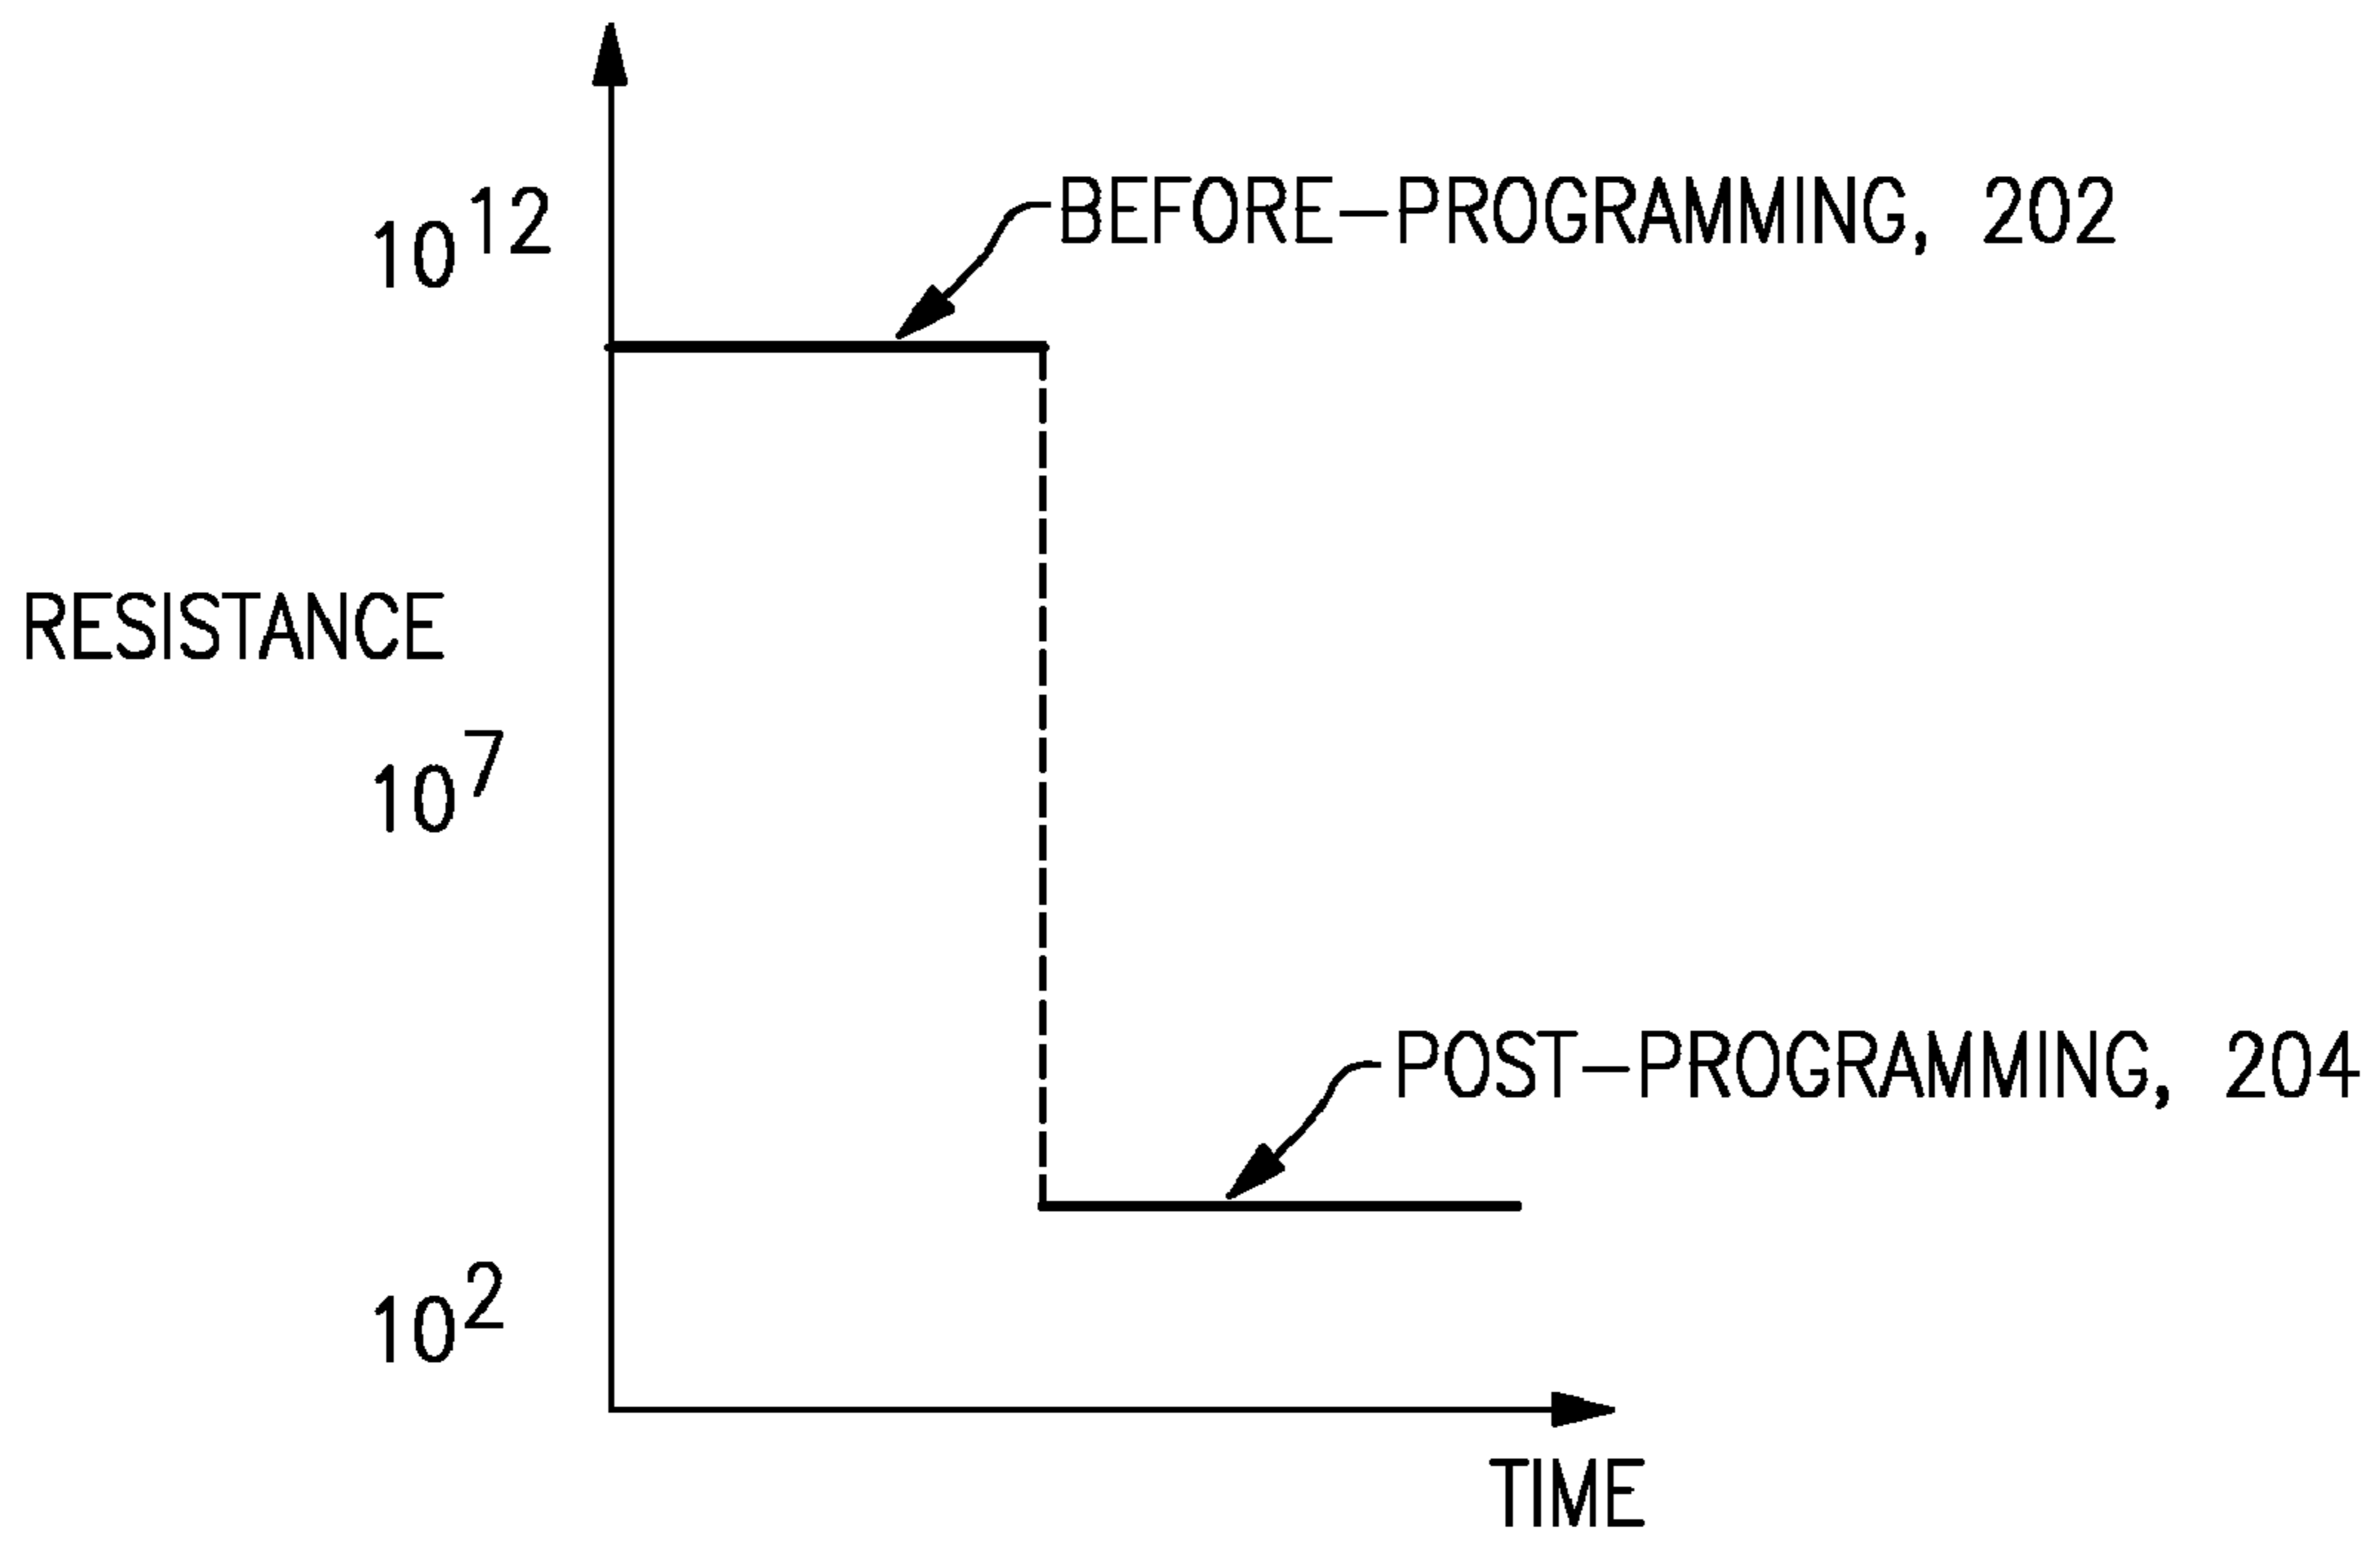 10^12
BEFORE-PROGRAMMING, 202
RESISTANCE
10^7
POST-PROGRAMMING, 204
10^2
TIME